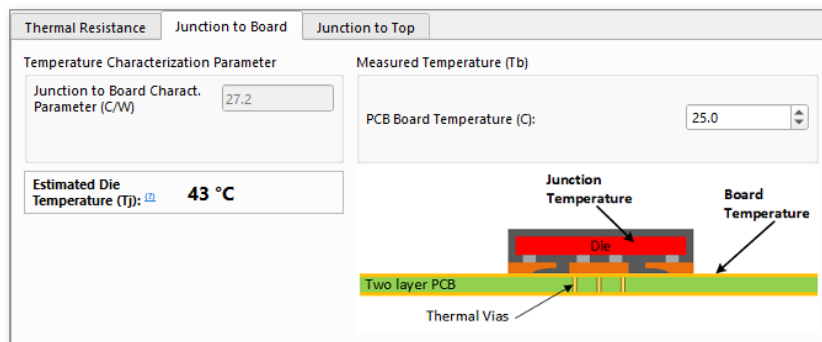 Thermal Resistance
Junction to Board
Junction to Top
Temperature Characterization Parameter
Junction to Board Charact.
Parameter (C/W)
27.2
Estimated Die
Temperature (Tj): (?)
43 °C
Measured Temperature (Tb)
PCB Board Temperature (C):
25.0
Junction
Temperature
Board
Temperature
Die
Two layer PCB
Thermal Vias